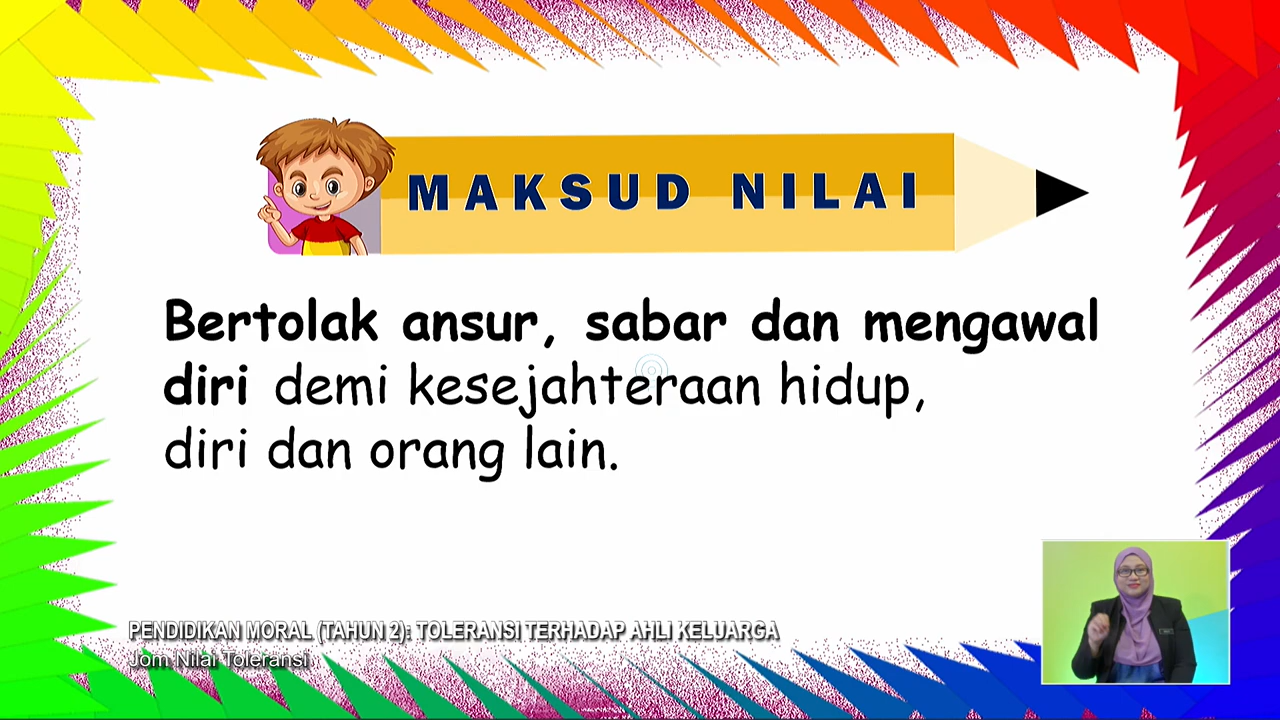 MAKSUD NILAI
Bertolak ansur, sabar dan mengawal
diri demi kesejahteraan hidup,
diri dan orang lain.
PENDIDIKAN MORAL (TAHUN 2): TOLERANSI TERHADAP AHLI KELUARGA
Jom Nilai Toleransi